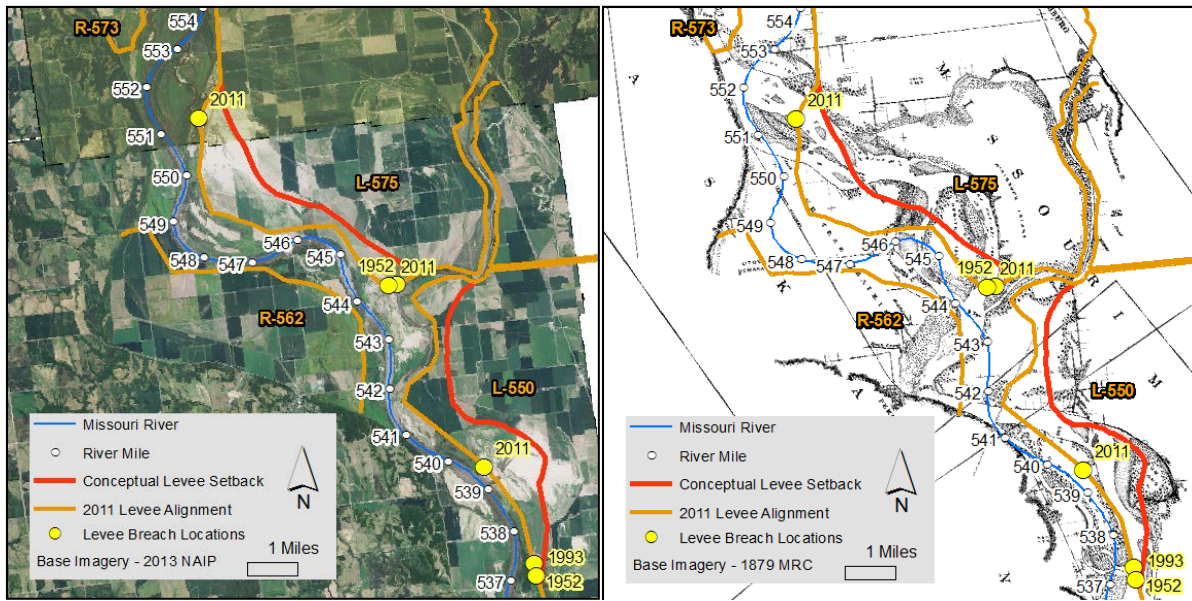 554
R-573
553
552
2011
551
550
L-575
549
546
548
547
545
1952
2011
544
R-562
543
542
L-550
541
2011
540
539
538
1993
537
1952
Missouri River
River Mile
Conceptual Levee Setback
2011 Levee Alignment
Levee Breach Locations
Base Imagery - 2013 NAIP
1 Miles
N
554
R-573
553
552
2011
551
550
L-575
549
546
548
547
545
1952
2011
544
R-562
543
542
L-550
541
2011
540
539
538
1993
537
1952
Missouri River
River Mile
Conceptual Levee Setback
2011 Levee Alignment
Levee Breach Locations
Base Imagery - 1879 MRC
1 Miles
N
M
I
S
S
O
U
R
I